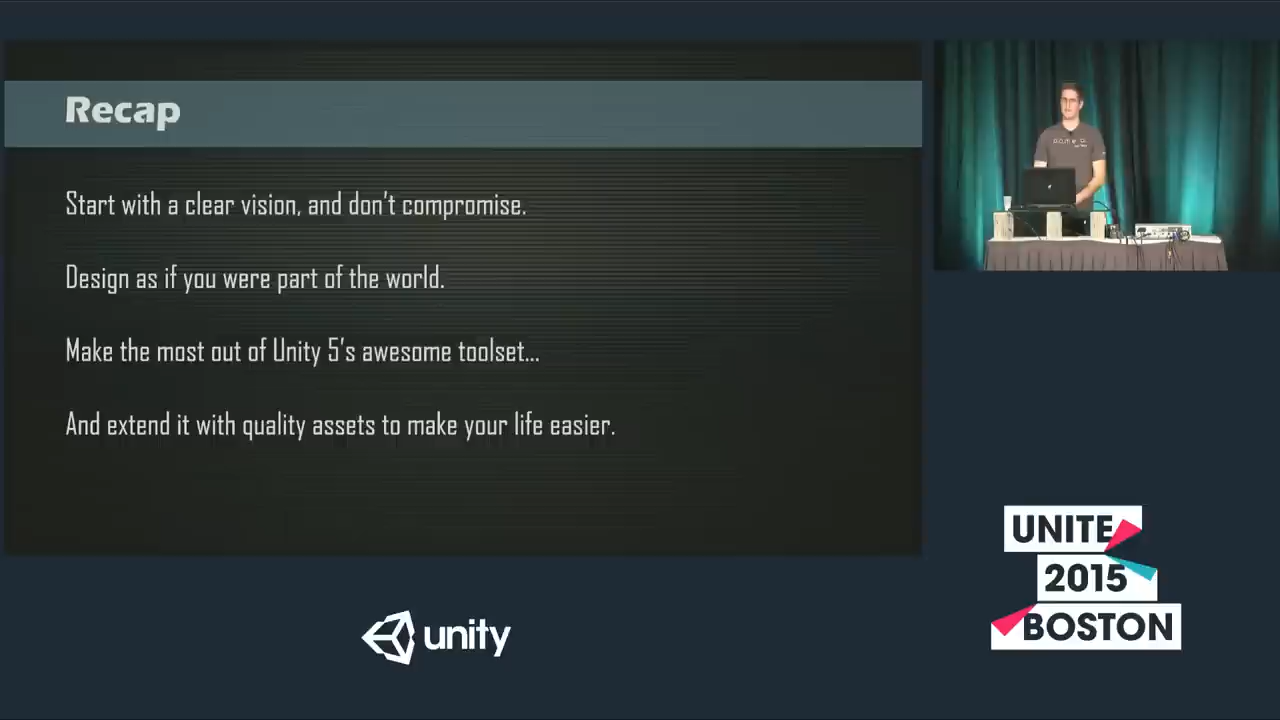 Recap
Start with a clear vision, and don't compromise.
Design as if you were part of the world.
Make the most out of Unity 5's awesome toolset...
And extend it with quality assets to make your life easier.
unity
UNITE
2015
BOSTON